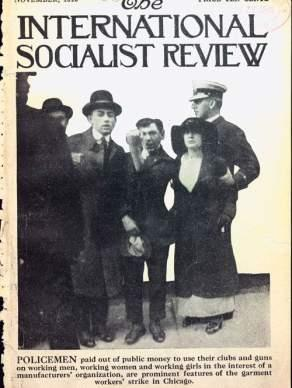 NOVEMBER, 1910
PRICE TEN CENTS
The
INTERNATIONAL
SOCIALIST REVIEW
POLICEMEN paid out of public money to use their clubs and guns
on working men, working women and working girls in the interest of a
manufacturers' organization, are prominent features of the garment
workers' strike in Chicago.